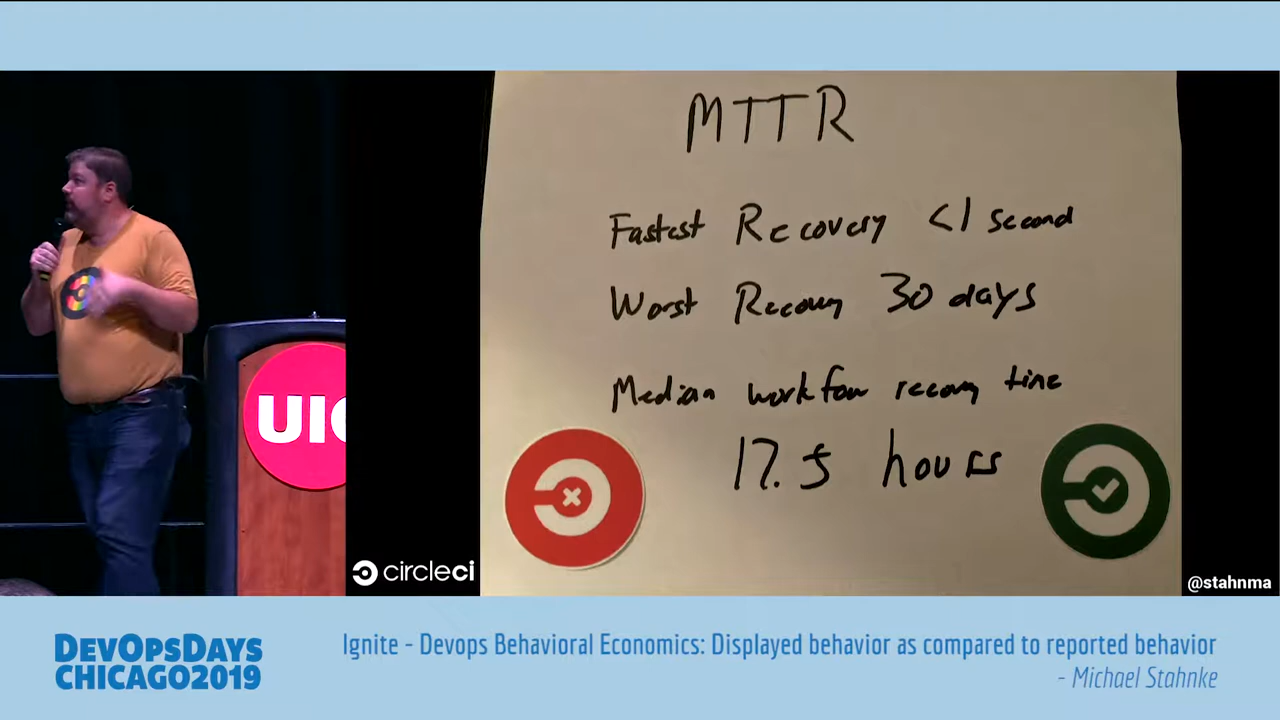 MTTR
Fastest Recovery <1 second
Worst Recovery 30 days
Median workflow recovery time
17.5 hours
UIC
circleci
@stahnma
DEVOPSDAYS
CHICAGO2019
Ignite - Devops Behavioral Economics: Displayed behavior as compared to reported behavior
- Michael Stahnke